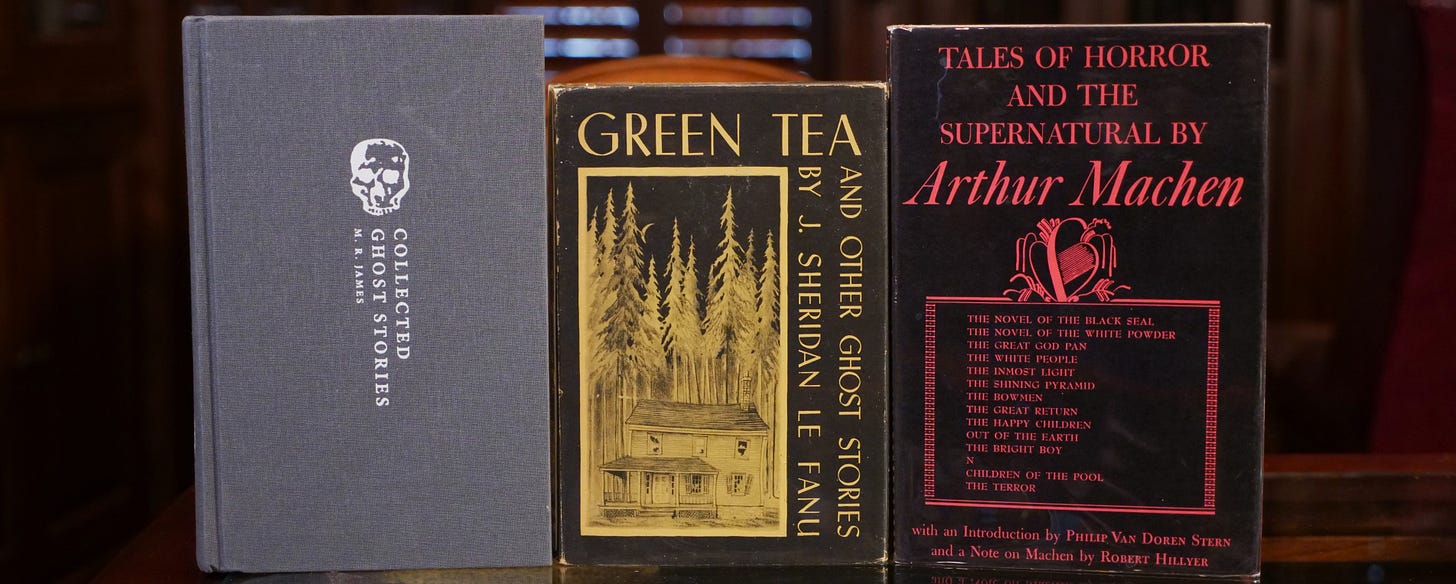 COLLECTED
GHOST STORIES
M. R. JAMES
GREEN TEA
AND OTHER GHOST STORIES
BY J. SHERIDAN LE FANU
TALES OF HORROR
AND THE
SUPERNATURAL BY
Arthur Machen
THE NOVEL OF THE BLACK SEAL
THE NOVEL OF THE WHITE POWDER
THE GREAT GOD PAN
THE WHITE PEOPLE
THE INMOST LIGHT
THE SHINING PYRAMID
THE BOWMEN
THE GREAT RETURN
THE HAPPY CHILDREN
OUT OF THE EARTH
THE BRIGHT BOY
N
CHILDREN OF THE POOL
THE TERROR
with an Introduction by PHILIP VAN DOREN STERN
and a Note on Machen by ROBERT HILLYER